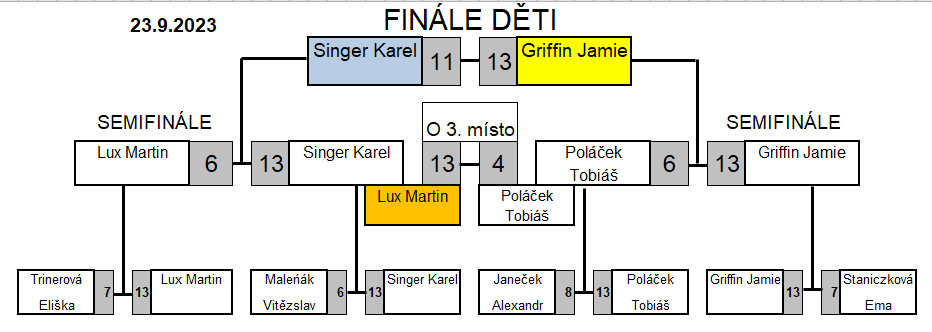 23.9.2023
FINÁLE DĚTI
Singer Karel 11 13 Griffin Jamie
SEMIFINÁLE
O 3. místo
SEMIFINÁLE
Lux Martin 6 13 Singer Karel 13 4 Poláček Tobiáš 6 13 Griffin Jamie
Lux Martin
Poláček
Tobiáš
Trinerová
Eliška
7 13 Lux Martin
Maleňák
Vitězslav
6 13 Singer Karel
Janeček
Alexandr
8 13 Poláček
Tobiáš
Griffin Jamie 13 7 Staniczková
Ema